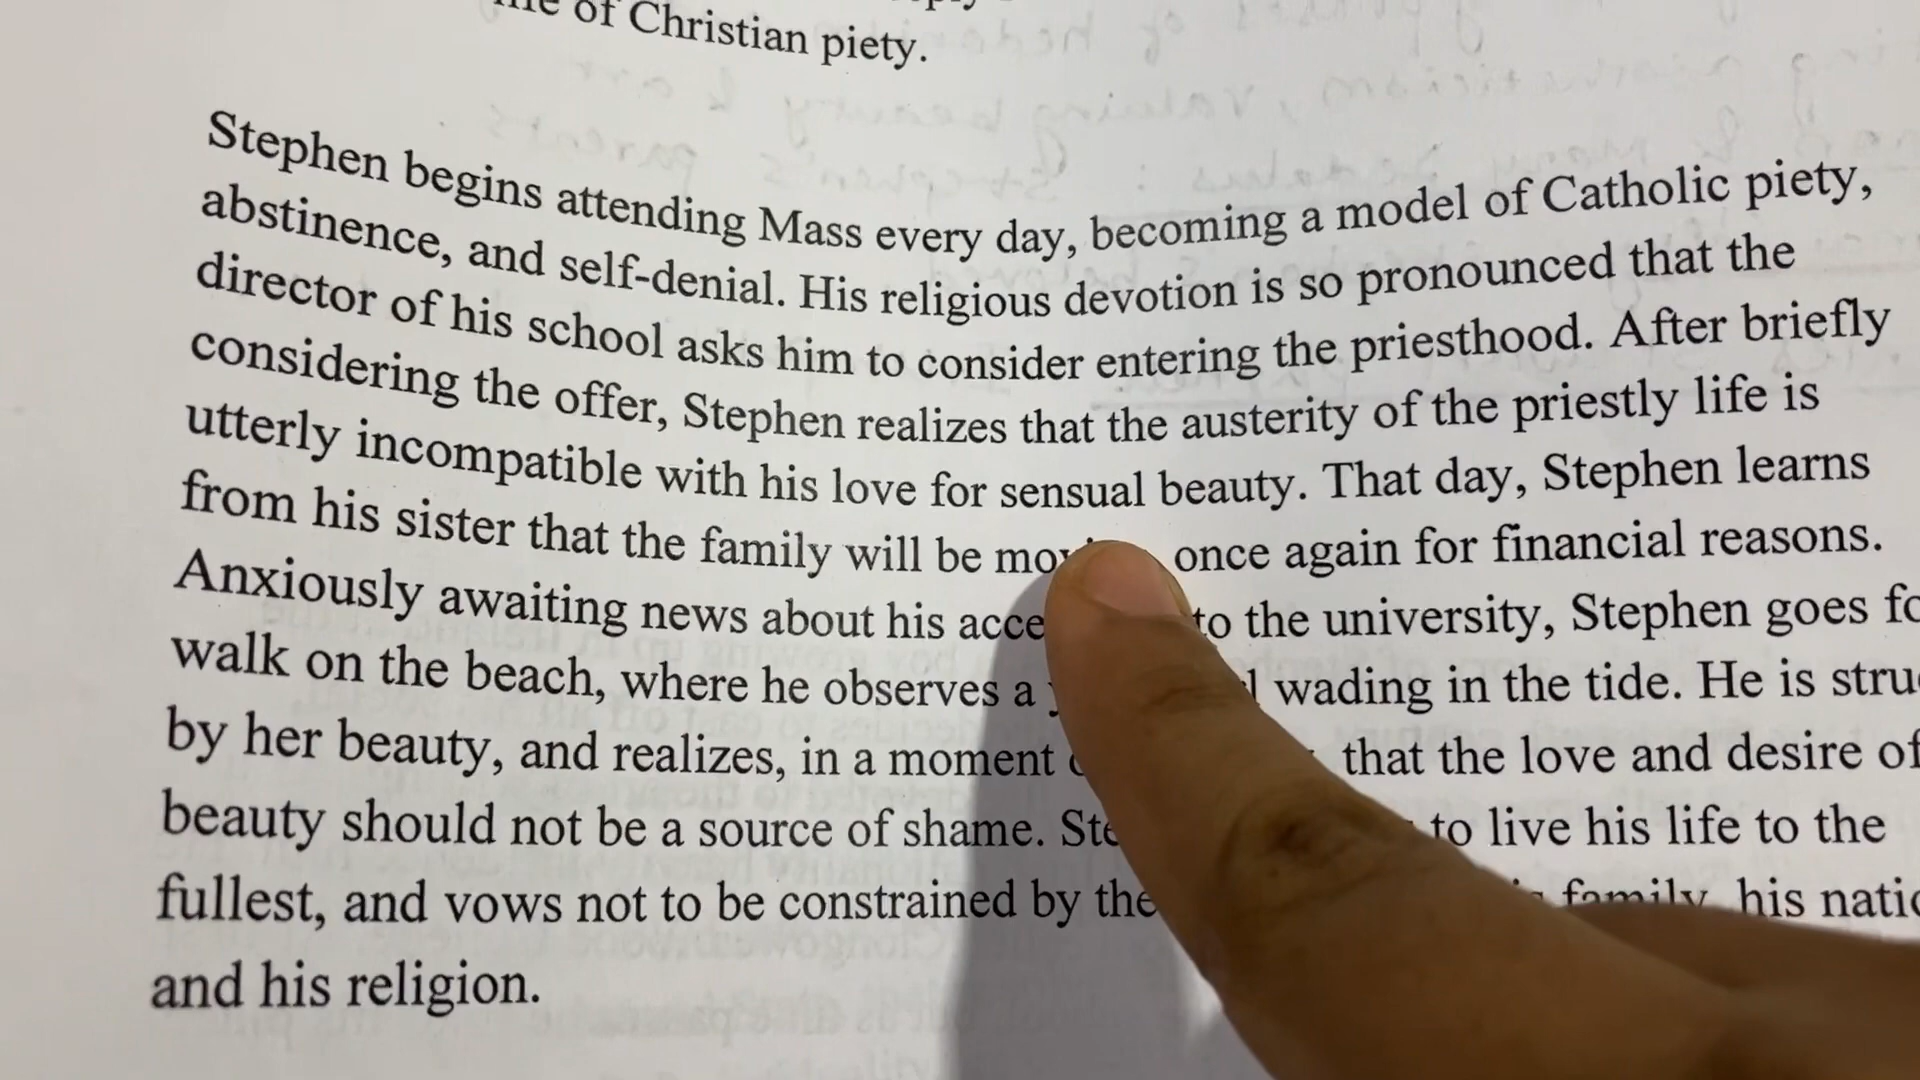 of Christian piety.
Stephen begins attending Mass every day, becoming a model of Catholic piety,
abstinence, and self-denial. His religious devotion is so pronounced that the
director of his school asks him to consider entering the priesthood. After briefly
considering the offer, Stephen realizes that the austerity of the priestly life is
utterly incompatible with his love for sensual beauty. That day, Stephen learns
from his sister that the family will be once again for financial reasons.
Anxiously awaiting news about his to the university, Stephen goes
walk on the beach, where he observes a wading in the tide. He is
by her beauty, and realizes, in a moment that the love and desire of
beauty should not be a source of shame. to live his life to the
fullest, and vows not to be constrained by family, his
and his religion.